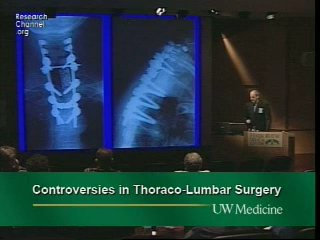 Research
Channel
.org
Controversies in Thoraco-Lumbar Surgery
UW Medicine